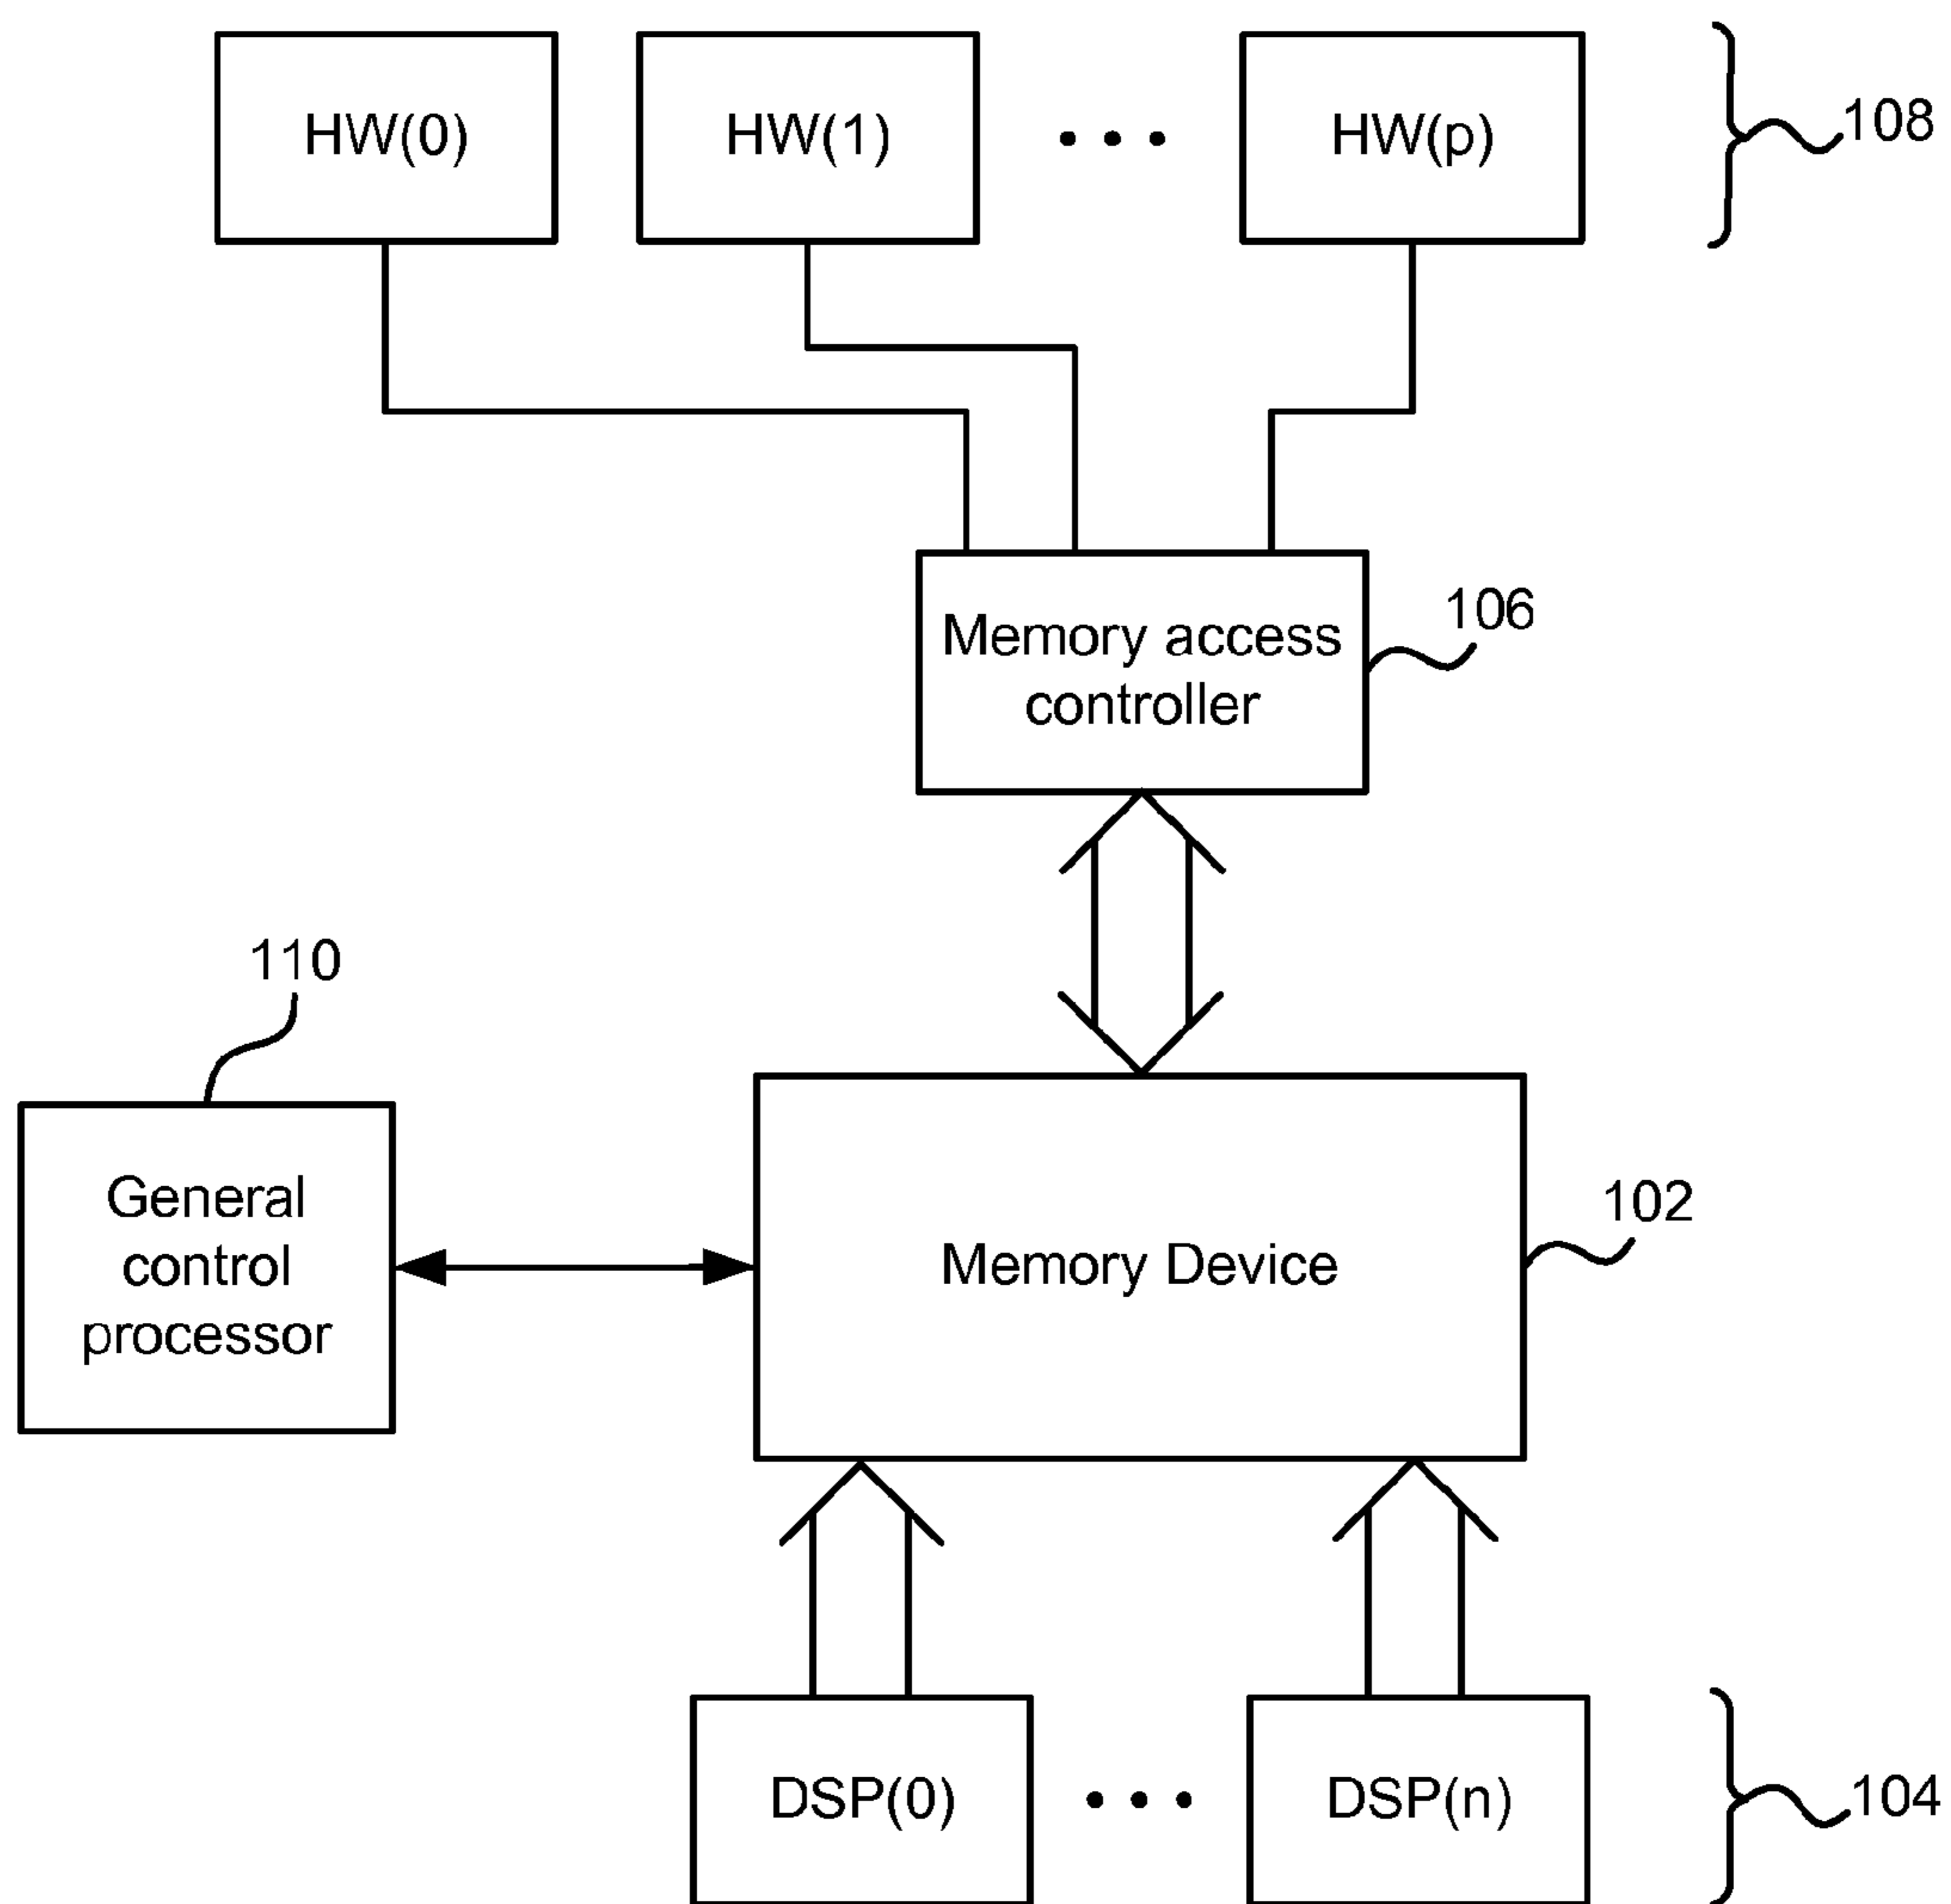 HW(0)
HW(1)
HW(p)
108
Memory access
controller
106
110
General
control
processor
Memory Device
102
DSP(0)
DSP(n)
104